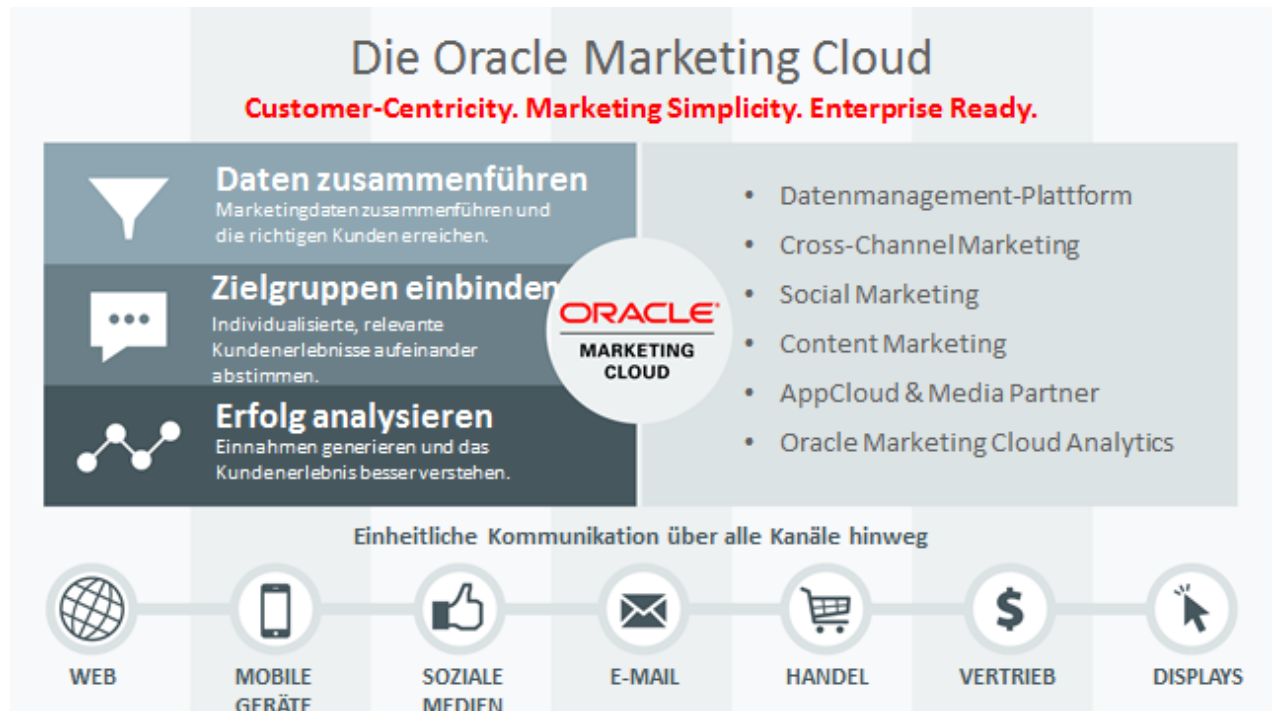 Die Oracle Marketing Cloud
Customer-Centricity. Marketing Simplicity. Enterprise Ready.
Daten zusammenführen
Marketingdaten zusammenführen und
die richtigen Kunden erreichen.
Zielgruppen einbinden
Individualisierte, relevante
Kundenerlebnisse aufeinander
abstimmen.
Erfolg analysieren
Einnahmen generieren und das
Kundenerlebnis besser verstehen.
ORACLE
MARKETING
CLOUD
• Datenmanagement-Plattform
• Cross-Channel Marketing
• Social Marketing
• Content Marketing
• AppCloud & Media Partner
• Oracle Marketing Cloud Analytics
Einheitliche Kommunikation über alle Kanäle hinweg
$
WEB
MOBILE
GERÄTE
SOZIALE
MEDIEN
E-MAIL
HANDEL
VERTRIEB
DISPLAYS